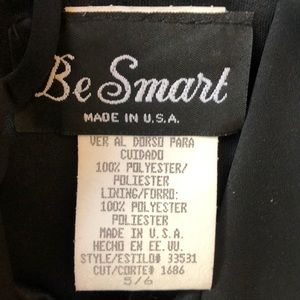 Be Smart
MADE IN U.S.A.
VER AL DORSO PARA
CUIDADO
100% POLYESTER/
POLIESTER
LINING/FORRO:
100% POLYESTER
POLIESTER
MADE IN U.S.A.
HECHO EN EE.UU.
STYLE/ESTILO# 33531
CUT/CORTE# 1686
5/6